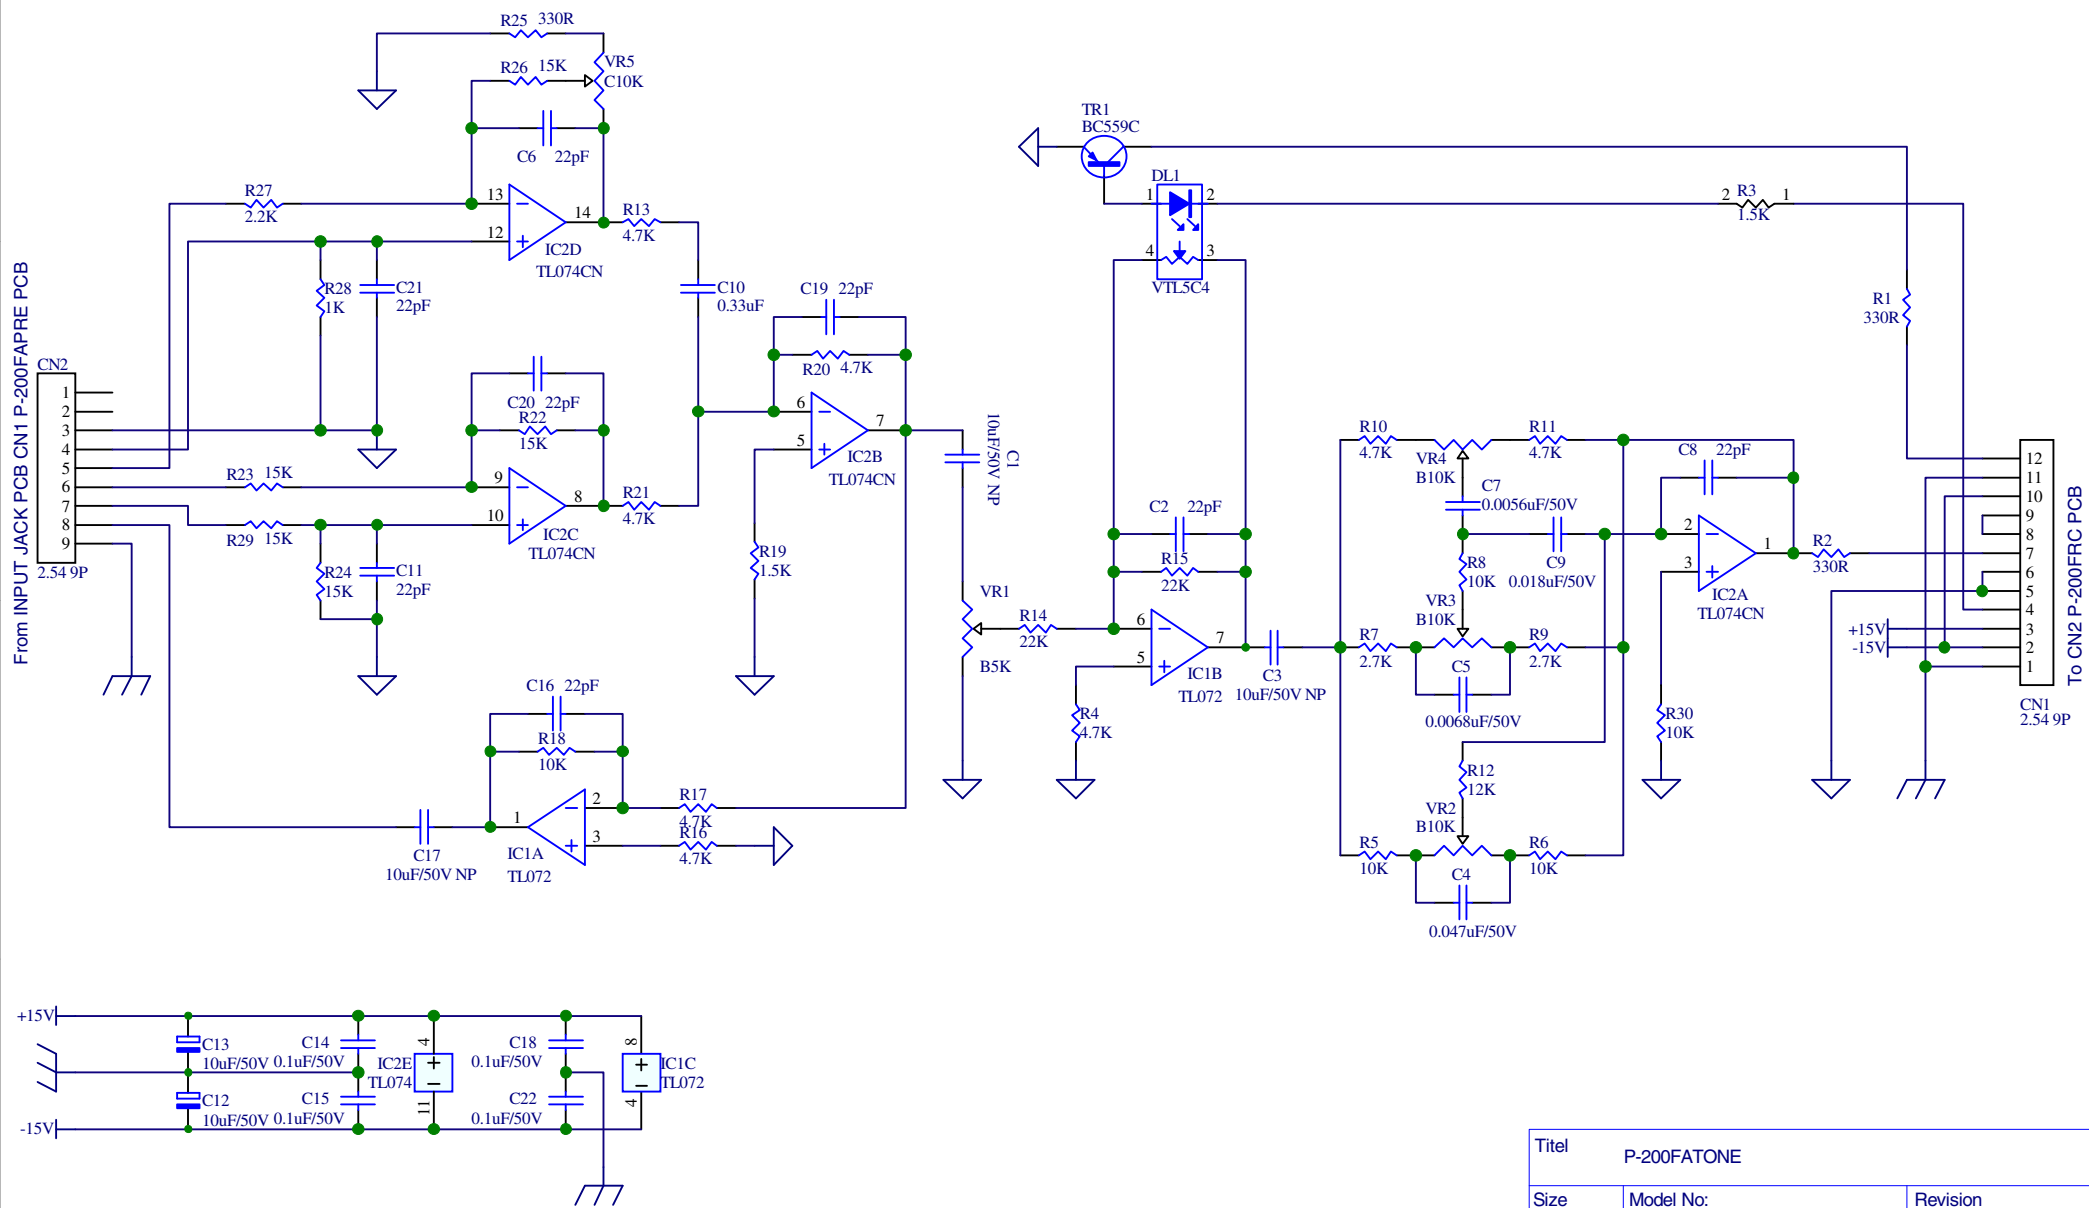 R25 330R
R26 15K
VR5
C10K
C6 22pF
R27
2.2K
13
12
14
IC2D
TL074CN
R13
4.7K
R28
1K
C21
22pF
C10
0.33uF
From INPUT JACK PCB CN1 P-200FAPRE PCB
CN2
1
2
3
4
5
6
7
8
9
2.54 9P
C20 22pF
R22
15K
R23 15K
R29 15K
9
10
8
IC2C
TL074CN
R21
4.7K
R24
15K
C11
22pF
C19 22pF
R20 4.7K
6
5
7
IC2B
TL074CN
R19
1.5K
C1
10uF/50V NP
VR1
B5K
C16 22pF
R18
10K
1
2
3
IC1A
TL072
R17
4.7K
R16
4.7K
C17
10uF/50V NP
TR1
BC559C
DL1
1
2
4
3
VTL5C4
2 R3 1
1.5K
R1
330R
C2 22pF
R15
22K
R14
22K
6
5
7
IC1B
TL072
R4
4.7K
C3
10uF/50V NP
R10
4.7K
VR4
B10K
R11
4.7K
C7
0.0056uF/50V
R8
10K
C9
0.018uF/50V
VR3
B10K
R7
2.7K
R9
2.7K
C5
0.0068uF/50V
R12
12K
VR2
B10K
R5
10K
R6
10K
C4
0.047uF/50V
C8 22pF
2
3
1
IC2A
TL074CN
R2
330R
R30
10K
12
11
10
9
8
7
6
5
4
3
2
1
+15V
-15V
CN1
2.54 9P
To CN2 P-200FRC PCB
+15V
-15V
C13
10uF/50V
C12
10uF/50V
C14
0.1uF/50V
C15
0.1uF/50V
4
IC2E
TL074
+
−
11
C18
0.1uF/50V
C22
0.1uF/50V
8
IC1C
TL072
+
−
4
Titel
P-200FATONE
Size
Model No:
Revision